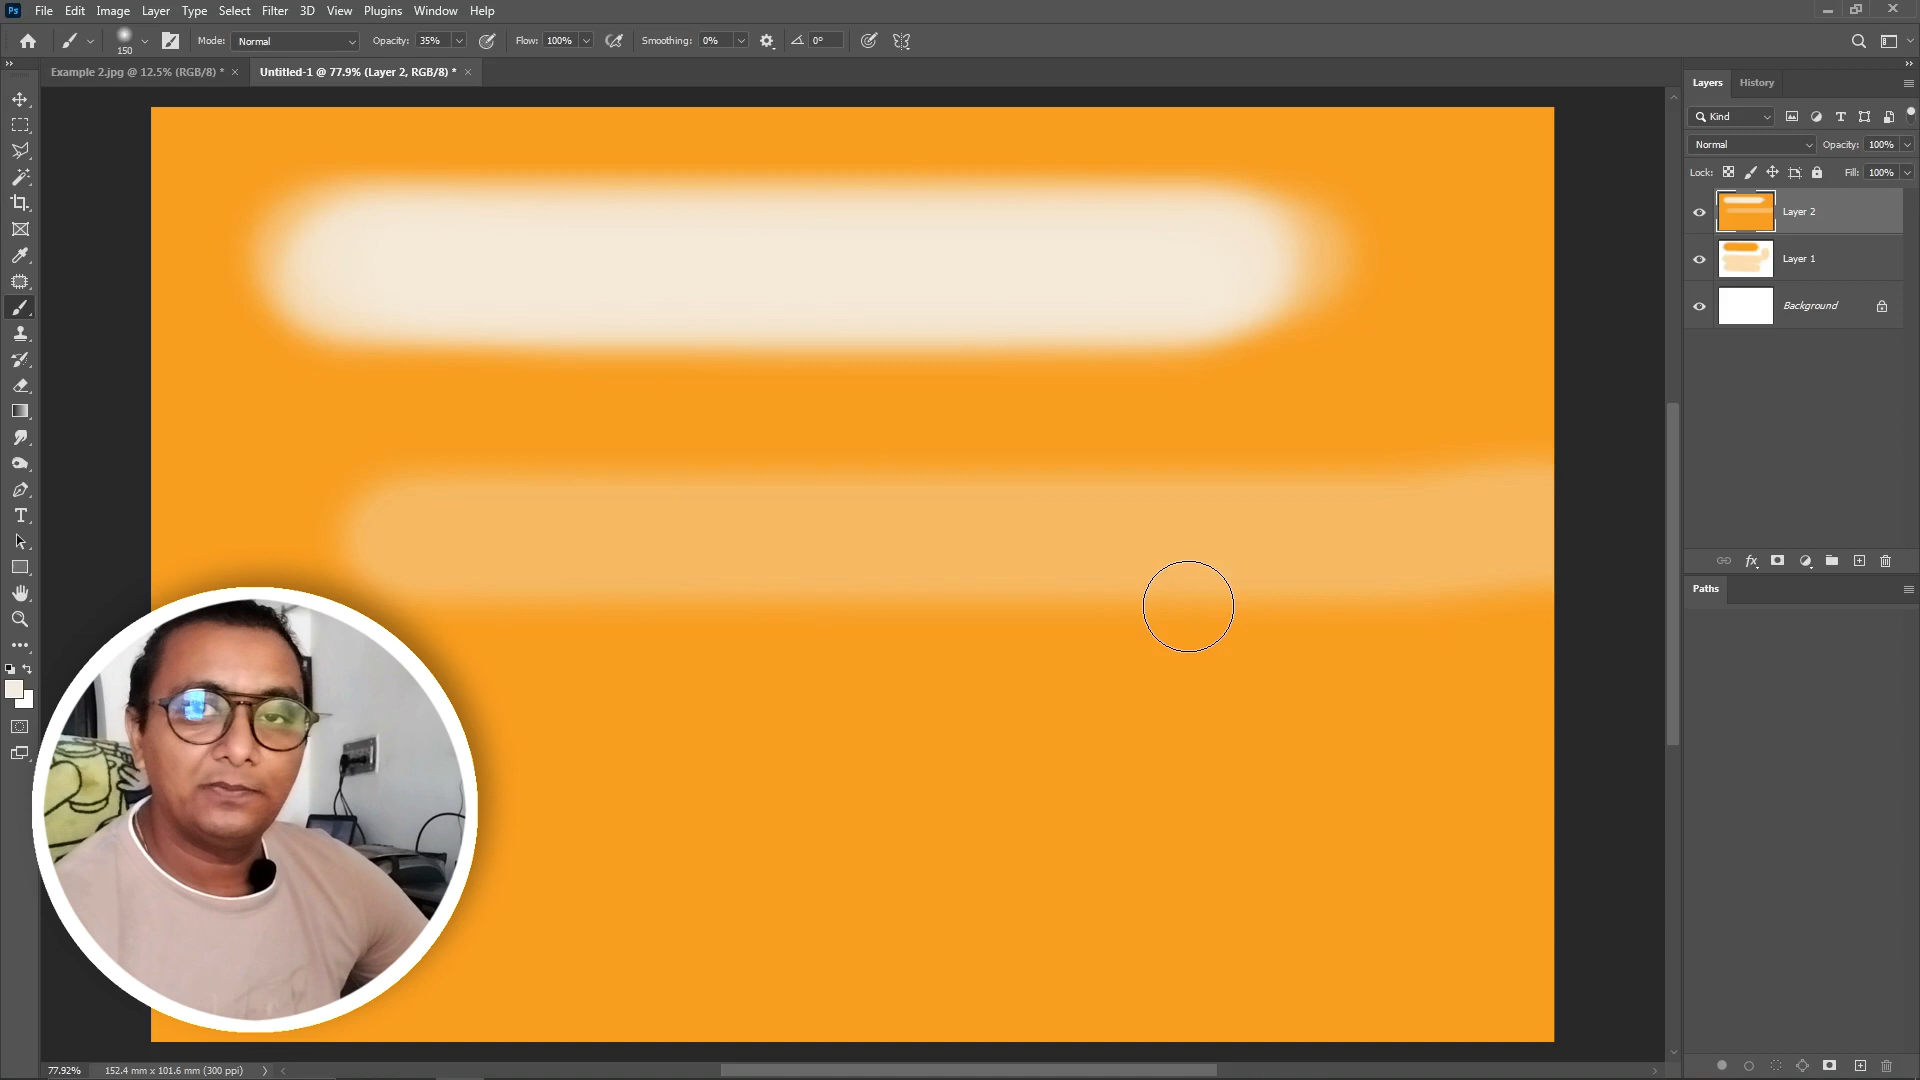 Ps File Edit Image Layer Type Select Filter 3D View Plugins Window Help
150 Mode: Normal Opacity: 35% Flow: 100% Smoothing: 0% 0°
Example 2.jpg @ 12.5% (RGB/8) * × Untitled-1 @ 77.9% (Layer 2, RGB/8) * ×
Layers History
Kind
Normal Opacity: 100%
Lock: Fill: 100%
Layer 2
Layer 1
Background
fx
Paths
77.92% 152.4 mm x 101.6 mm (300 ppi)